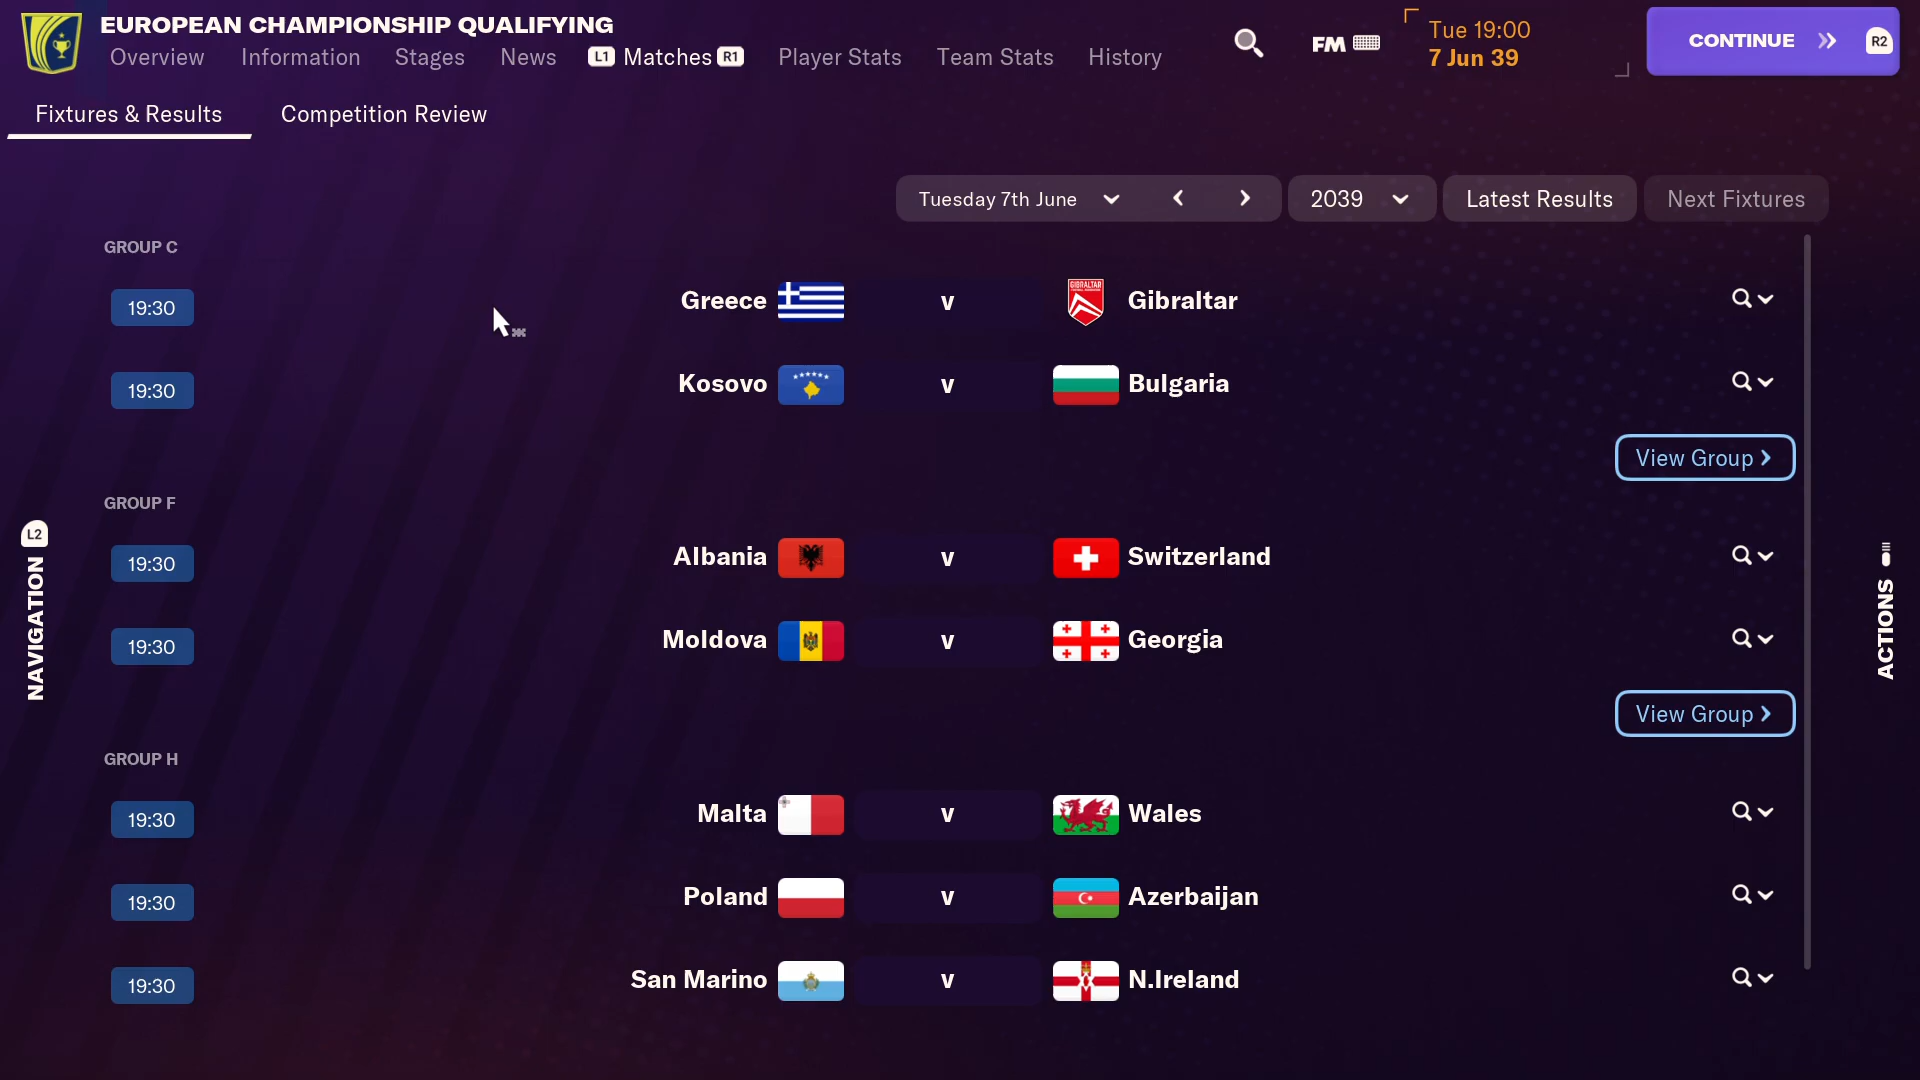 EUROPEAN CHAMPIONSHIP QUALIFYING
Overview Information Stages News L1 Matches R1 Player Stats Team Stats History
FM
Tue 19:00
7 Jun 39
CONTINUE R2
Fixtures & Results Competition Review
Tuesday 7th June 2039 Latest Results Next Fixtures
GROUP C
19:30 Greece v GIBRALTAR Gibraltar
19:30 Kosovo v Bulgaria
View Group
GROUP F
19:30 Albania v Switzerland
19:30 Moldova v Georgia
View Group
GROUP H
19:30 Malta v Wales
19:30 Poland v Azerbaijan
19:30 San Marino v N.Ireland
L2
NAVIGATION
ACTIONS